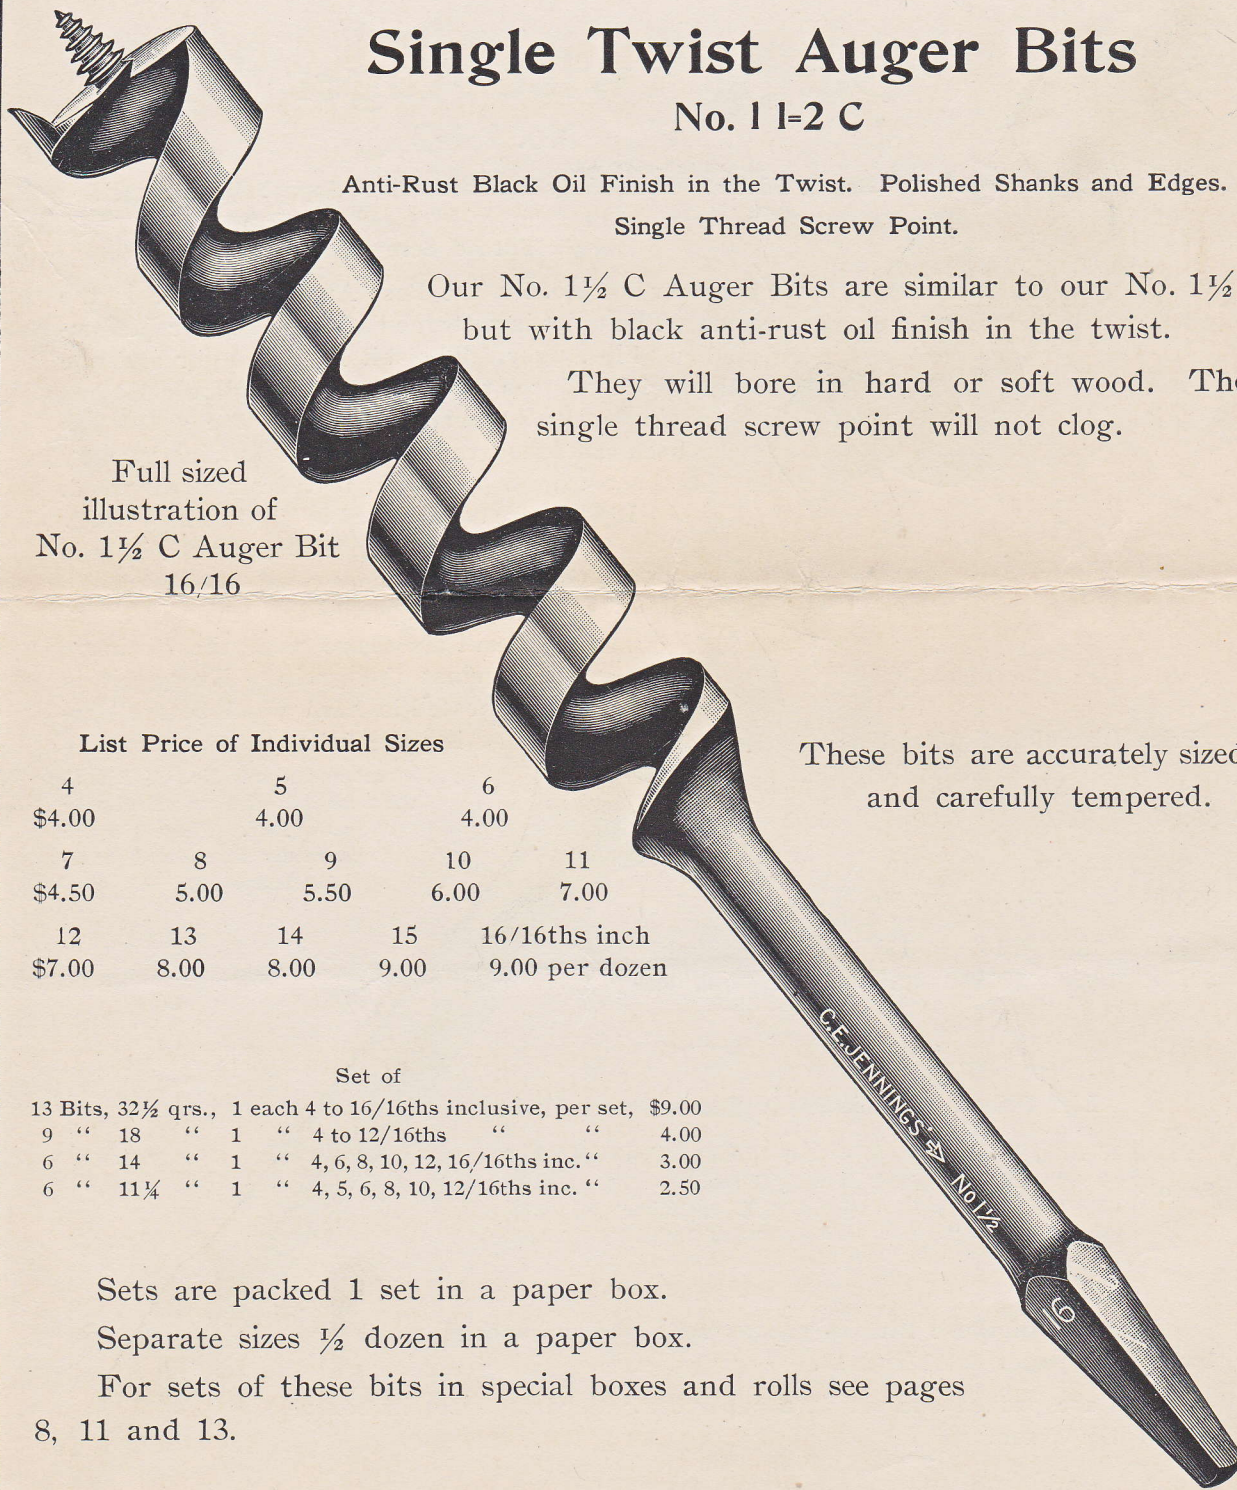 Single Twist Auger Bits
No. 1 1=2 C
Anti-Rust Black Oil Finish in the Twist. Polished Shanks and Edges.
Single Thread Screw Point.
Our No. 1½ C Auger Bits are similar to our No. 1½
but with black anti-rust oil finish in the twist.
They will bore in hard or soft wood. The
single thread screw point will not clog.
Full sized
illustration of
No. 1½ C Auger Bit
16/16
List Price of Individual Sizes
4 5 6
$4.00 4.00 4.00
7 8 9 10 11
$4.50 5.00 5.50 6.00 7.00
12 13 14 15 16/16ths inch
$7.00 8.00 8.00 9.00 9.00 per dozen
These bits are accurately sized
and carefully tempered.
C.E. JENNINGS No 1½
16
Set of
13 Bits, 32½ qrs., 1 each 4 to 16/16ths inclusive, per set, $9.00
9 “ 18 “ 1 “ 4 to 12/16ths “ “ 4.00
6 “ 14 “ 1 “ 4, 6, 8, 10, 12, 16/16ths inc. “ 3.00
6 “ 11¼ “ 1 “ 4, 5, 6, 8, 10, 12/16ths inc. “ 2.50
Sets are packed 1 set in a paper box.
Separate sizes ½ dozen in a paper box.
For sets of these bits in special boxes and rolls see pages
8, 11 and 13.